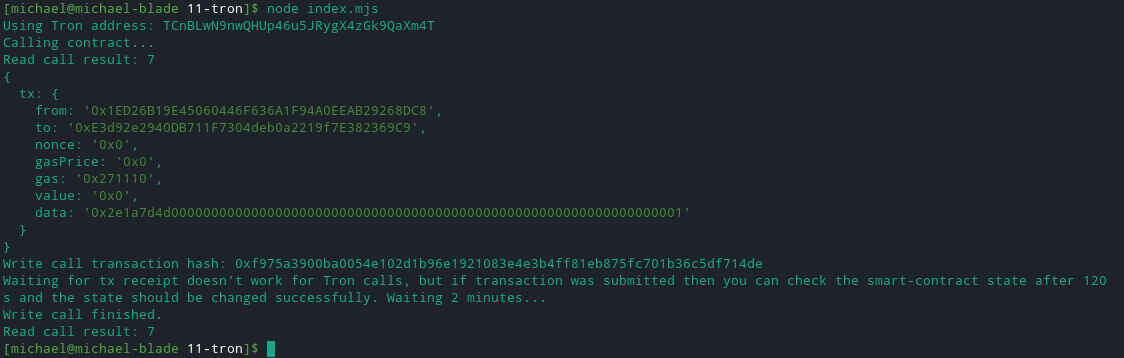 [michael@michael-blade 11-tron]$ node index.mjs
Using Tron address: TCnBLwN9nwQHUp46u5JRygX4zGk9QaXm4T
Calling contract...
Read call result: 7
{
  tx: {
    from: '0x1ED26B19E45060446F636A1F94A0EEAB29268DC8',
    to: '0xE3d92e2940DB711F7304deb0a2219f7E382369C9',
    nonce: '0x0',
    gasPrice: '0x0',
    gas: '0x271110',
    value: '0x0',
    data: '0x2e1a7d4d0000000000000000000000000000000000000000000000000000000000000001'
  }
}
Write call transaction hash: 0xf975a3900ba0054e102d1b96e1921083e4e3b4ff81eb875fc701b36c5df714de
Waiting for tx receipt doesn't work for Tron calls, but if transaction was submitted then you can check the smart-contract state after 120
s and the state should be changed successfully. Waiting 2 minutes...
Write call finished.
Read call result: 7
[michael@michael-blade 11-tron]$